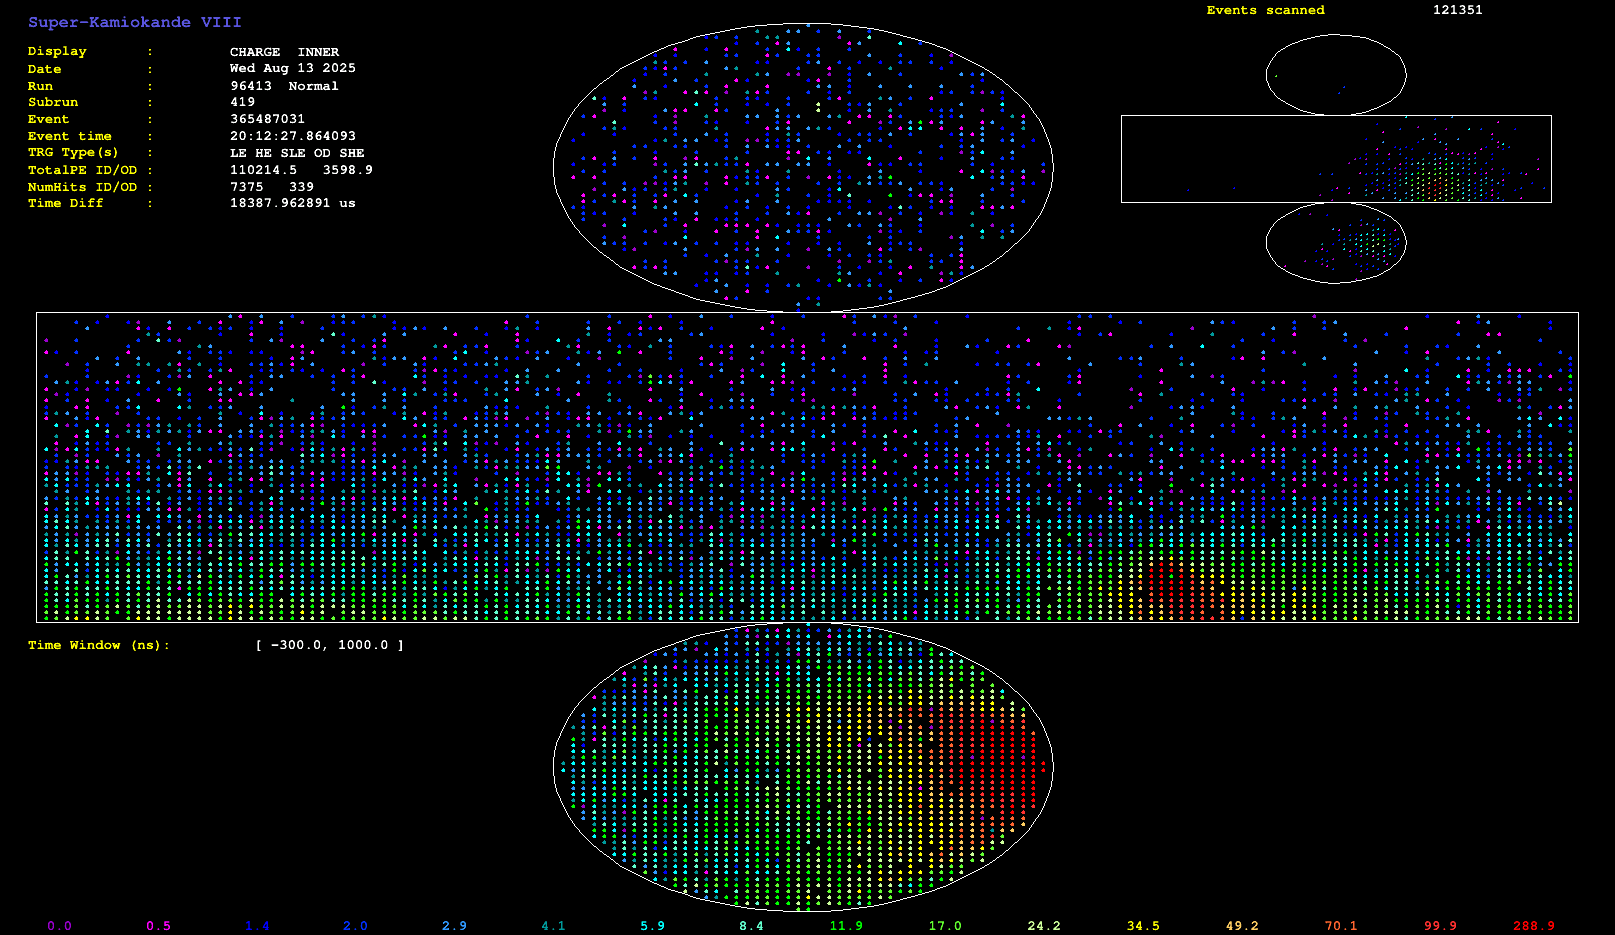 Super-Kamiokande VIII
Events scanned 121351
Display : CHARGE INNER
Date : Wed Aug 13 2025
Run : 96413 Normal
Subrun : 419
Event : 365487031
Event time : 20:12:27.864093
TRG Type(s) : LE HE SLE OD SHE
TotalPE ID/OD : 110214.5 3598.9
NumHits ID/OD : 7375 339
Time Diff : 18387.962891 us
Time Window (ns): [ -300.0, 1000.0 ]
0.0 0.5 1.4 2.0 2.9 4.1 5.9 8.4 11.9 17.0 24.2 34.5 49.2 70.1 99.9 288.9